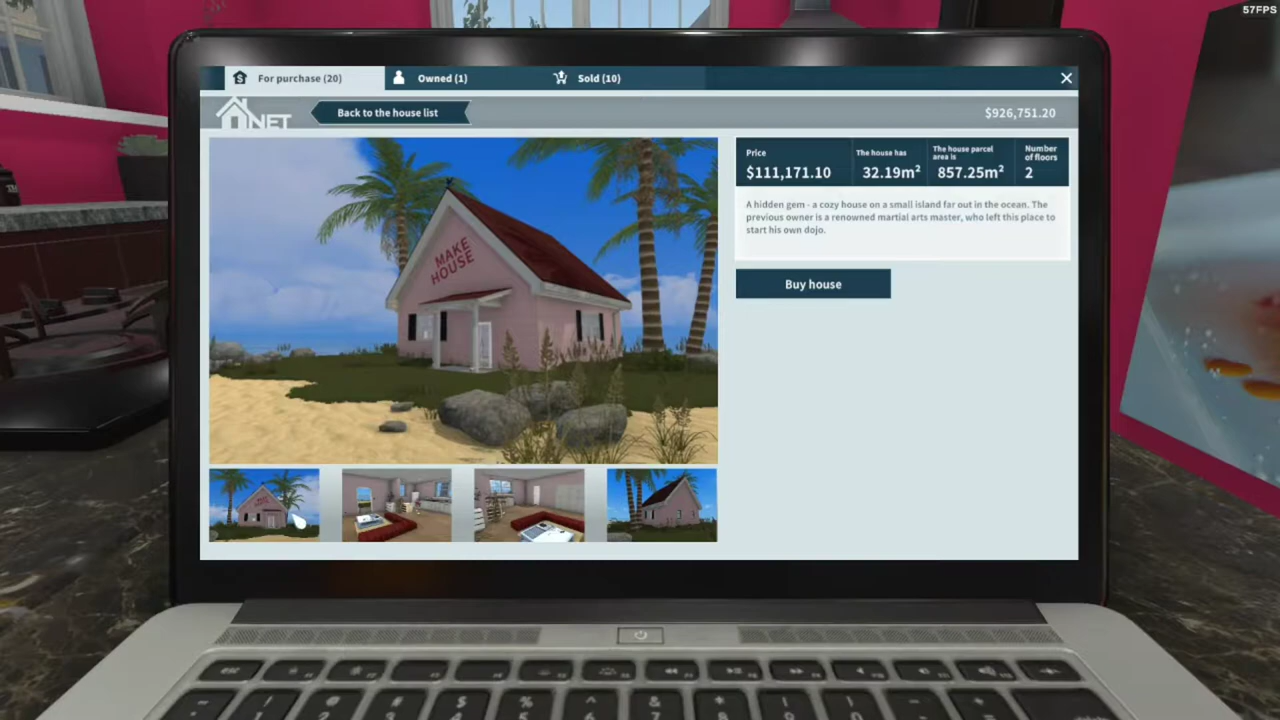 57FPS
For purchase (20)
Owned (1)
Sold (10)
NET
Back to the house list
$926,751.20
Price
$111,171.10
The house has
32.19m²
The house parcel
area is
857.25m²
Number
of floors
2
A hidden gem - a cozy house on a small island far out in the ocean. The
previous owner is a renowned martial arts master, who left this place to
start his own dojo.
Buy house
MAKE
HOUSE
esc